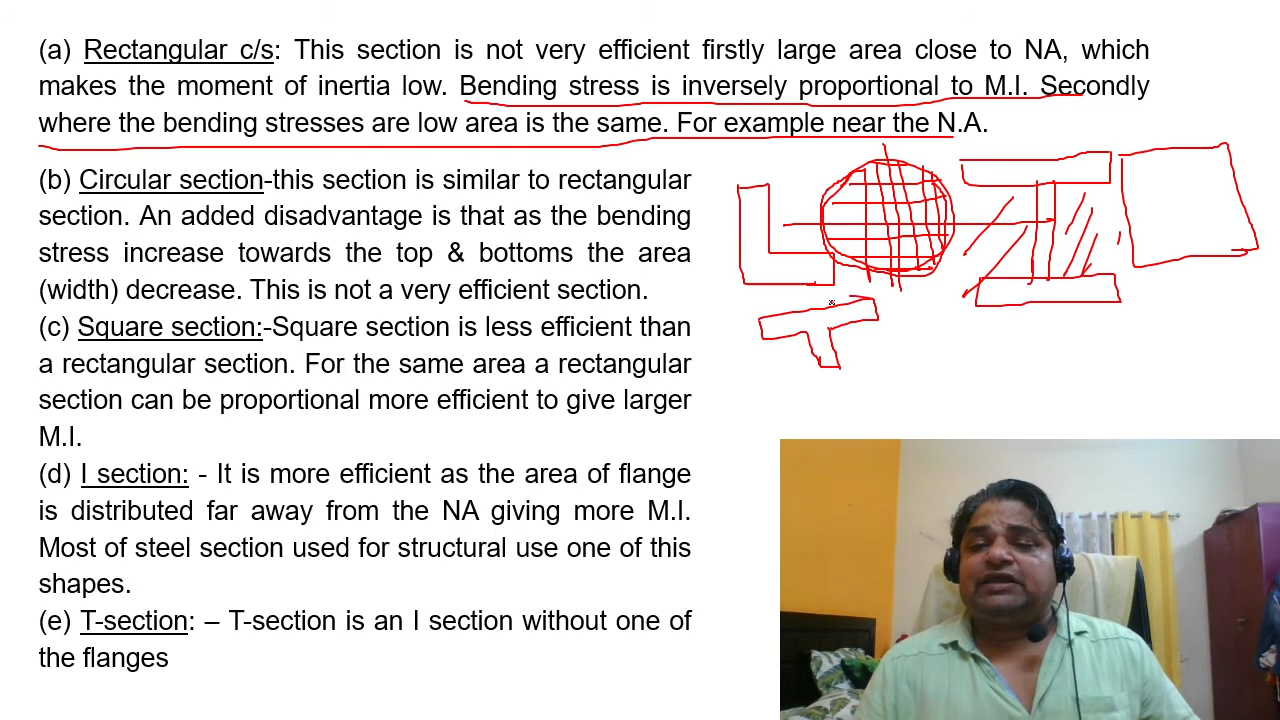 (a) Rectangular c/s: This section is not very efficient firstly large area close to NA, which
makes the moment of inertia low. Bending stress is inversely proportional to M.I. Secondly
where the bending stresses are low area is the same. For example near the N.A.
(b) Circular section-this section is similar to rectangular
section. An added disadvantage is that as the bending
stress increase towards the top & bottoms the area
(width) decrease. This is not a very efficient section.
(c) Square section:-Square section is less efficient than
a rectangular section. For the same area a rectangular
section can be proportional more efficient to give larger
M.I.
(d) I section: - It is more efficient as the area of flange
is distributed far away from the NA giving more M.I.
Most of steel section used for structural use one of this
shapes.
(e) T-section: – T-section is an I section without one of
the flanges